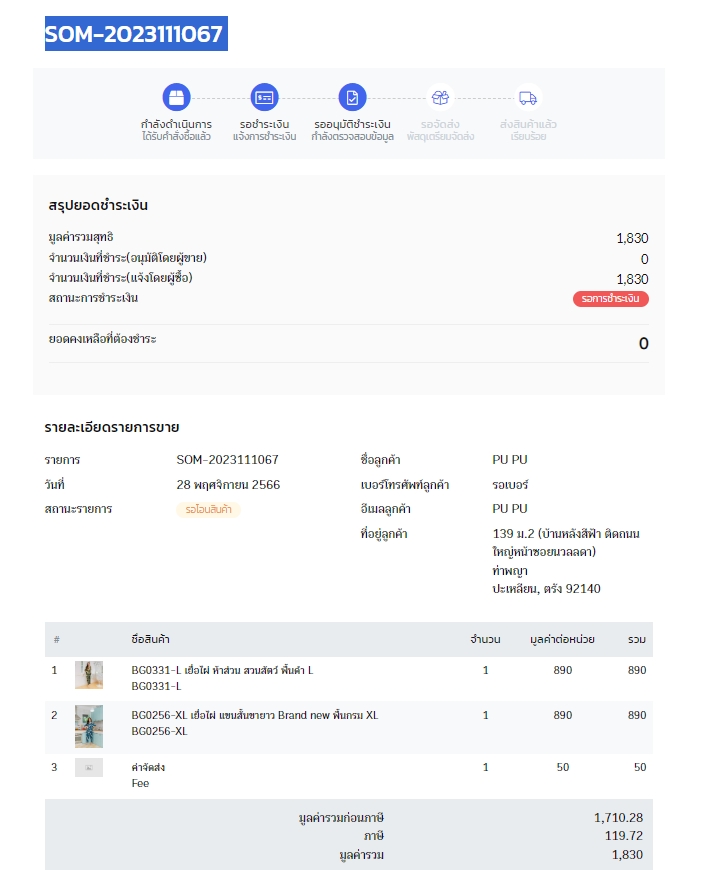 SOM-2023111067
กำลังดำเนินการ รอชำระเงิน รออนุมัติชำระเงิน รอจัดส่ง ส่งสินค้าแล้ว
ได้รับคำสั่งซื้อแล้ว แจ้งการชำระเงิน กำลังตรวจสอบข้อมูล พัสดุเตรียมจัดส่ง เรียบร้อย
สรุปยอดชำระเงิน
มูลค่ารวมสุทธิ 1,830
จำนวนเงินที่ชำระ(อนุมัติโดยผู้ขาย) 0
จำนวนเงินที่ชำระ(แจ้งโดยผู้ซื้อ) 1,830
สถานะการชำระเงิน รอการชำระเงิน
ยอดคงเหลือที่ต้องชำระ 0
รายละเอียดรายการขาย
รายการ SOM-2023111067 ชื่อลูกค้า PU PU
วันที่ 28 พฤศจิกายน 2566 เบอร์โทรศัพท์ลูกค้า รอเบอร์
สถานะรายการ รอโอนสินค้า อีเมลลูกค้า PU PU
ที่อยู่ลูกค้า 139 ม.2 (บ้านหลังสีฟ้า ติดถนน
ใหญ่หน้าซอยนวลลดา)
ท่าพญา
ปะเหลียน, ตรัง 92140
# ชื่อสินค้า จำนวน มูลค่าต่อหน่วย รวม
1 BG0331-L เยื่อไผ่ ห้าส่วน สวนสัตว์ พื้นดำ L 1 890 890
BG0331-L
2 BG0256-XL เยื่อไผ่ แขนสั้นขายาว Brand new พื้นกรม XL 1 890 890
BG0256-XL
3 ค่าจัดส่ง 1 50 50
Fee
มูลค่ารวมก่อนภาษี 1,710.28
ภาษี 119.72
มูลค่ารวม 1,830